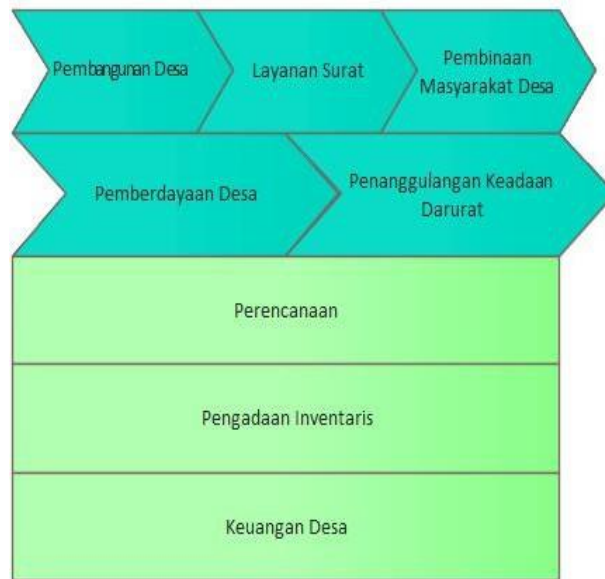 Pembangunan Desa
Layanan Surat
Pembinaan
Masyarakat Desa
Pemberdayaan Desa
Penanggulangan Keadaan
Darurat
Perencanaan
Pengadaan Inventaris
Keuangan Desa